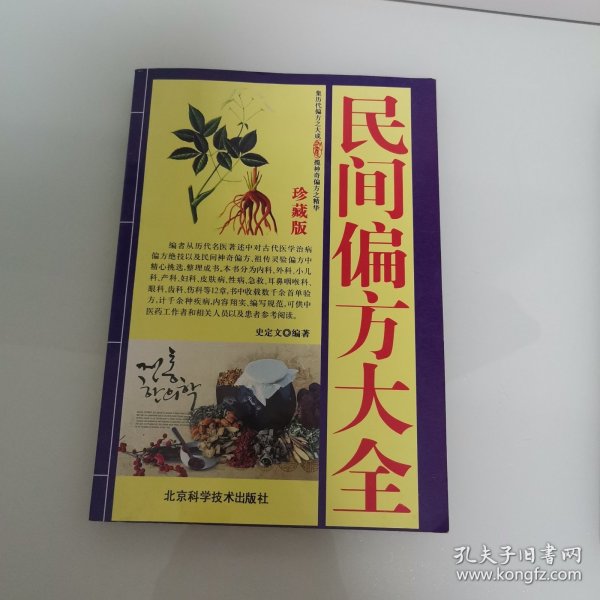 民间偏方大全
集历代偏方之大成
揽神奇偏方之精华
珍藏版
编者从历代名医著述中对古代医学治病
偏方绝技以及民间神奇偏方,祖传灵验偏方中
精心挑选,整理成书,本书分为内科、外科、小儿
科、产科、妇科、皮肤病、性病、急救、耳鼻咽喉科、
眼科、齿科、伤科等12章,书中收载数千余首单验
方,计千余种疾病,内容翔实、编写规范,可供中
医药工作者和相关人员以及患者参考阅读。
史定文 编著
전통
한의학
北京科学技术出版社
孔夫子旧书网
www.kongfz.com